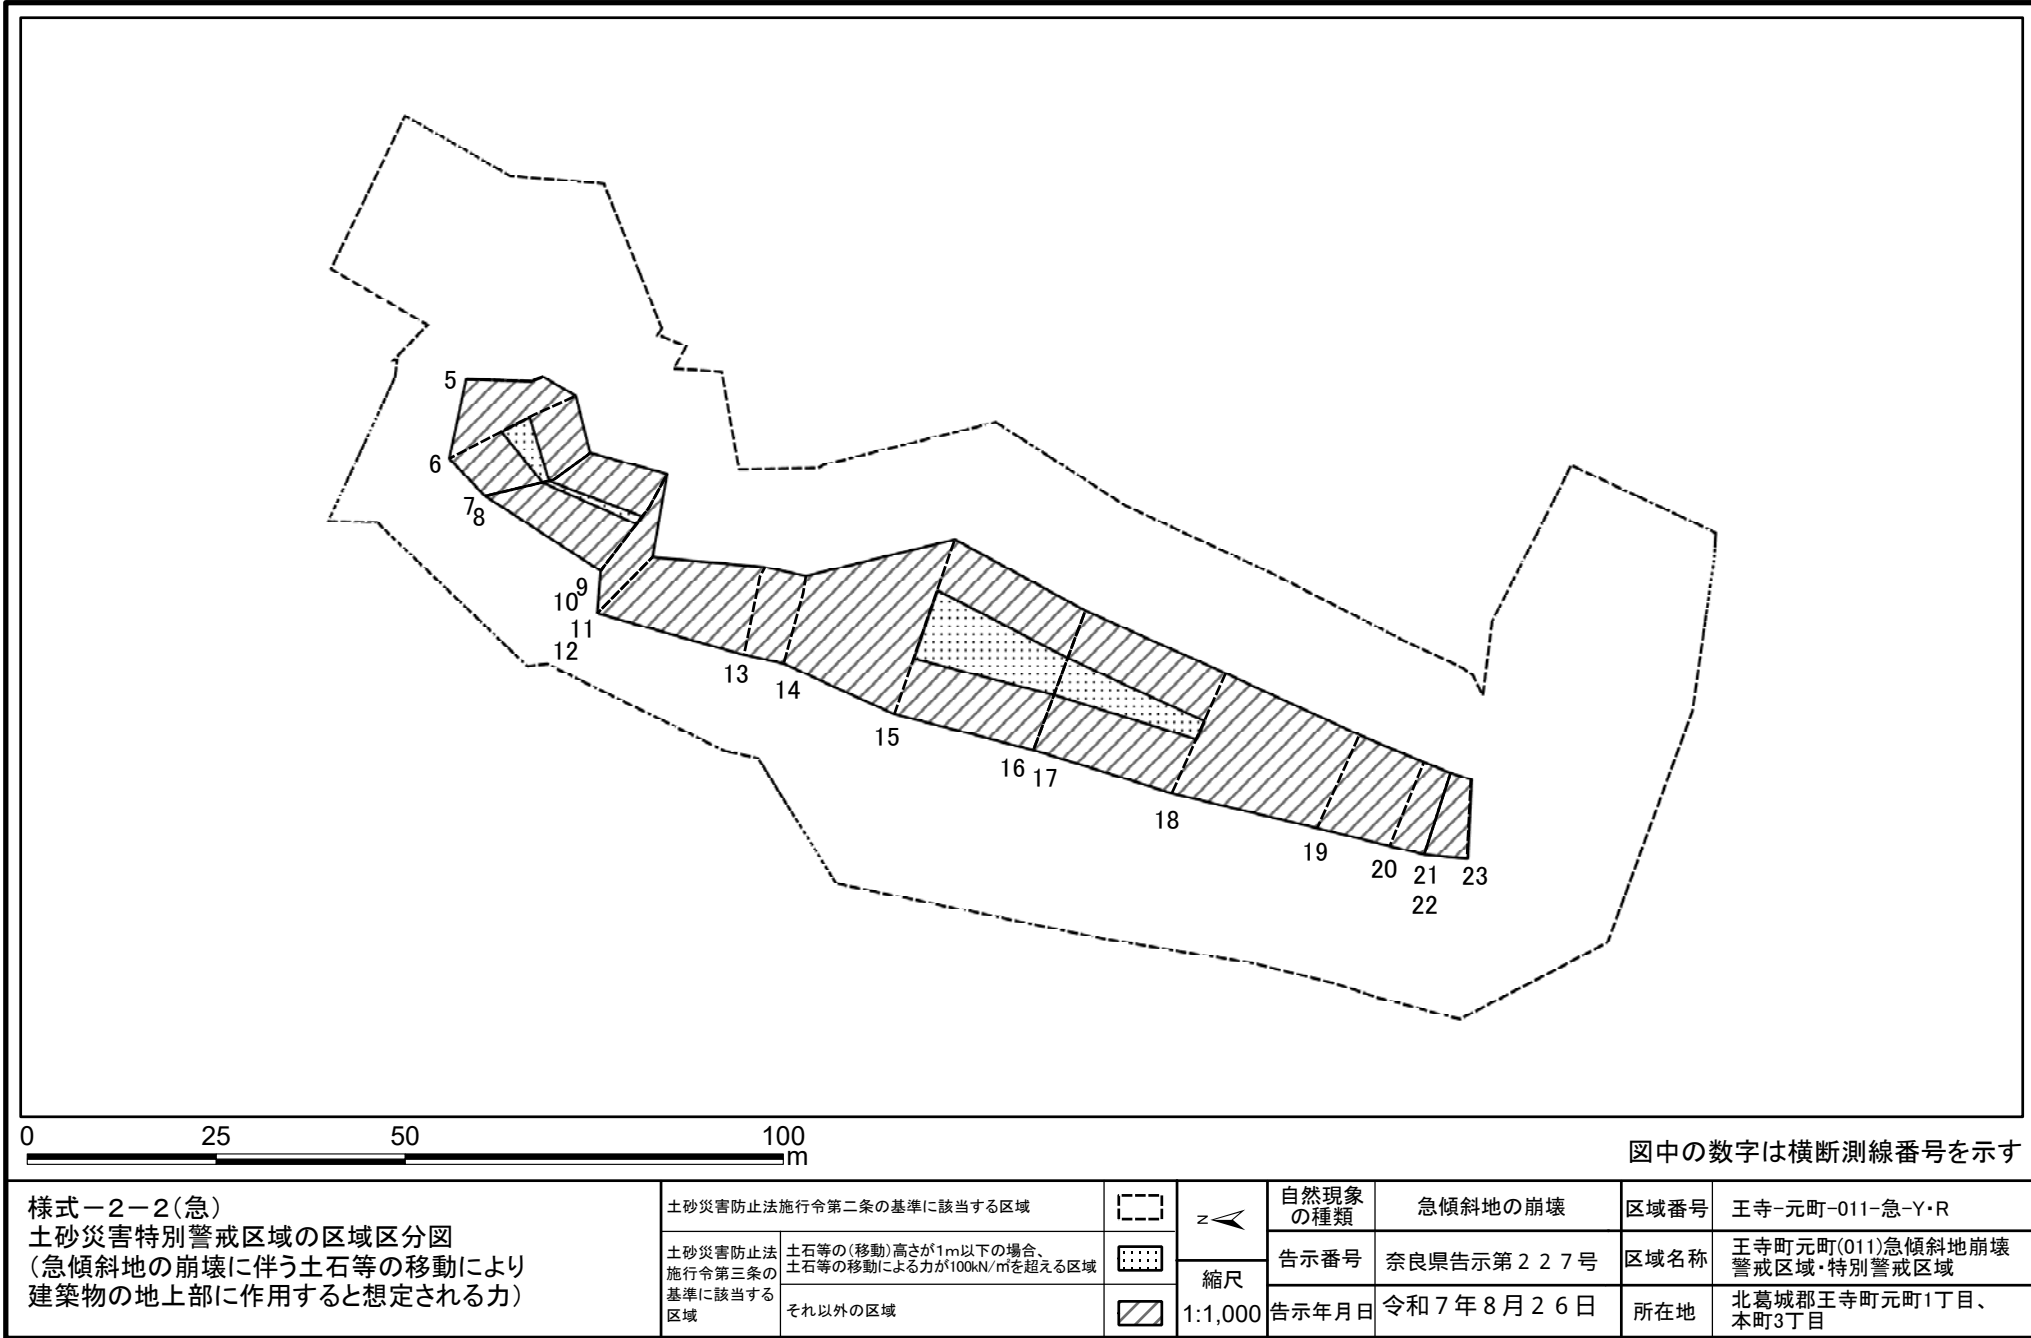 5
6
7
8
9
10
11
12
13
14
15
16
17
18
19
20
21
22
23
0 25 50 100
m
図中の数字は横断測線番号を示す
様式－2－2（急）
土砂災害特別警戒区域の区域区分図
（急傾斜地の崩壊に伴う土石等の移動により
建築物の地上部に作用すると想定される力）
土砂災害防止法施行令第二条の基準に該当する区域
土砂災害防止法
施行令第三条の
基準に該当する
区域
土石等の（移動）高さが1m以下の場合、
土石等の移動による力が100kN/㎡を超える区域
それ以外の区域
N
縮尺
1:1,000
自然現象
の種類
急傾斜地の崩壊
告示番号
奈良県告示第２２７号
告示年月日
令和７年８月２６日
区域番号
王寺-元町-011-急-Y・R
区域名称
王寺町元町(011)急傾斜地崩壊
警戒区域・特別警戒区域
所在地
北葛城郡王寺町元町1丁目、
本町3丁目